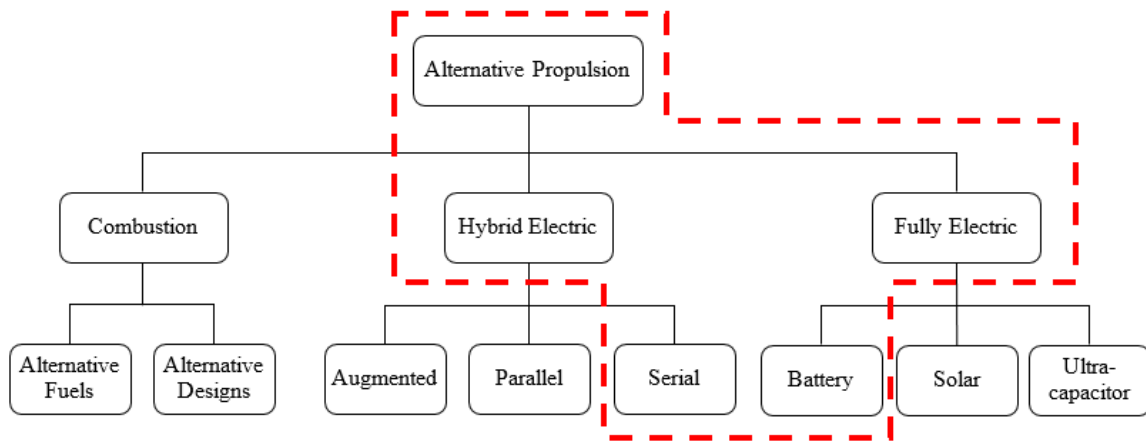 Alternative Propulsion
Combustion
Hybrid Electric
Fully Electric
Alternative
Fuels
Alternative
Designs
Augmented
Parallel
Serial
Battery
Solar
Ultra-
capacitor